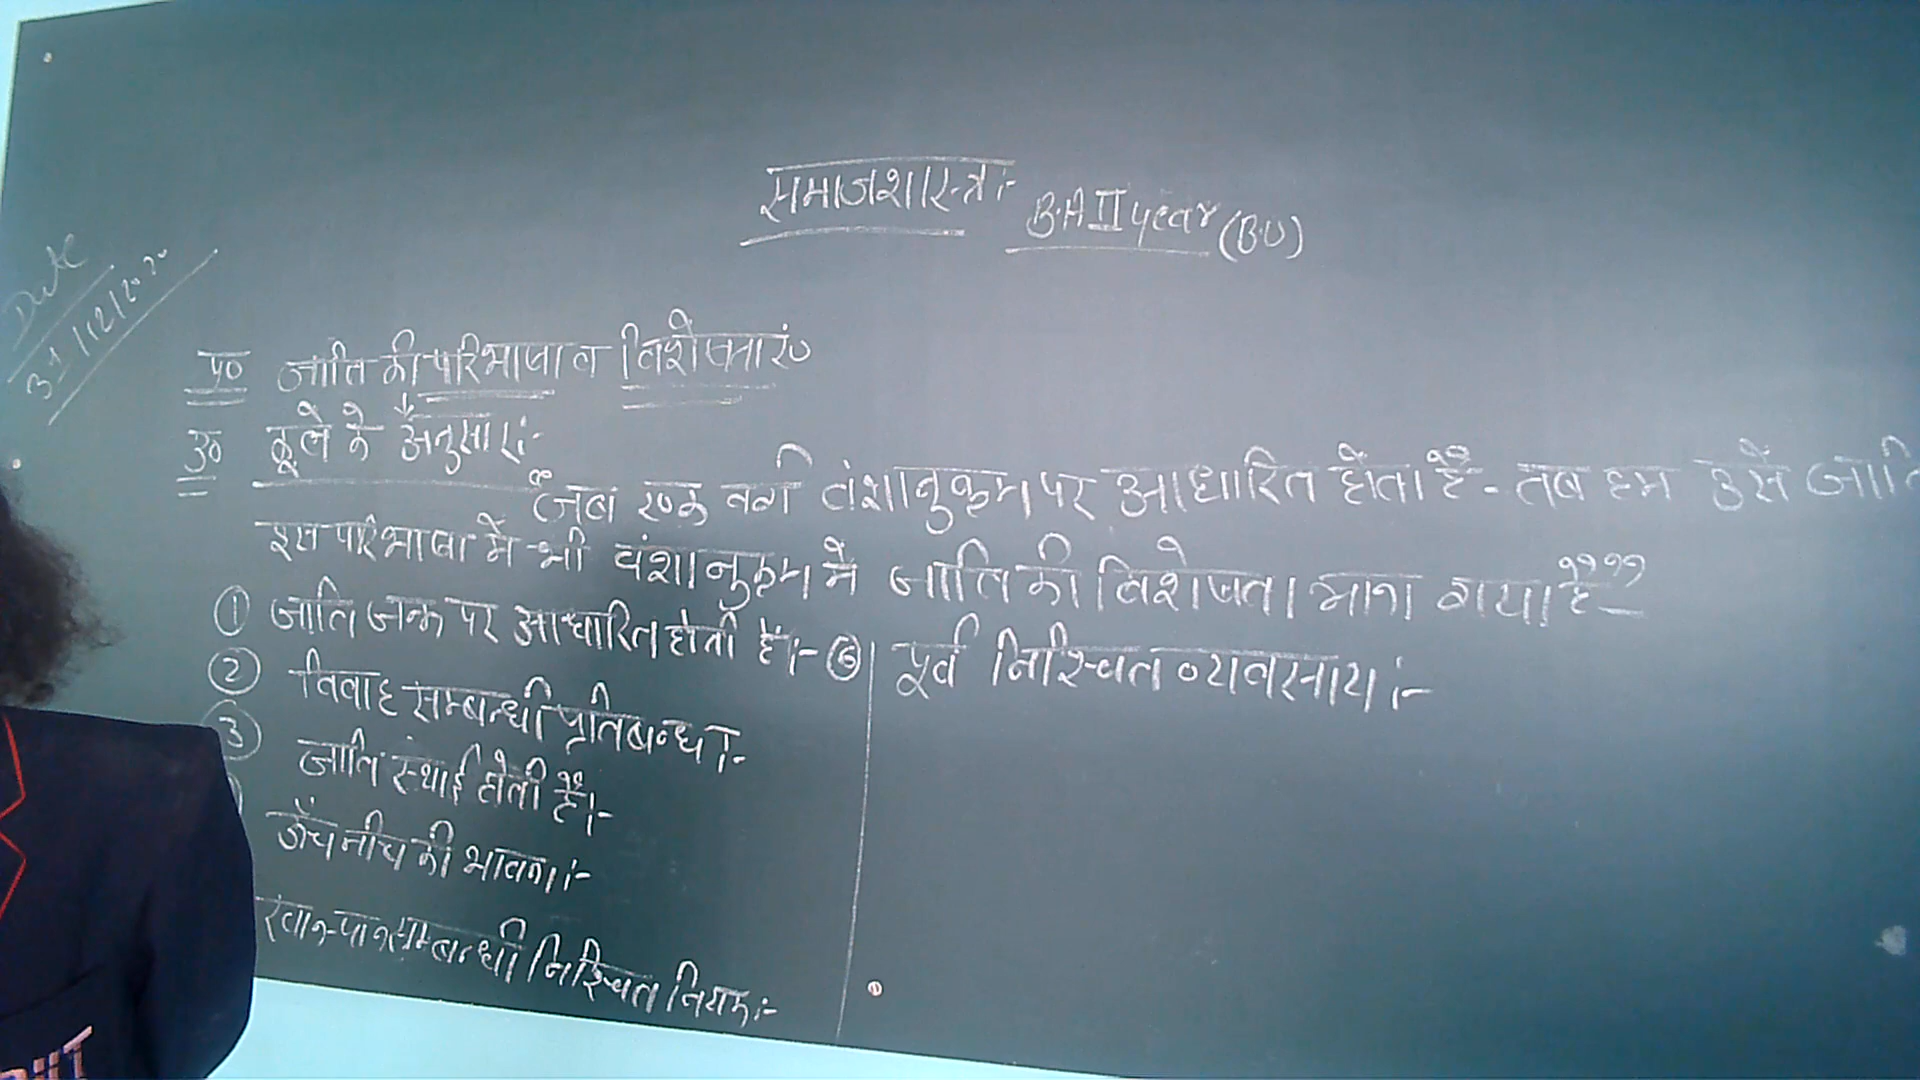 समाजशास्त्र:- B.A II year (B.U)
Date
31/12/2020
प्र० जाति की परिभाषा व विशेषताएं०
उ० कूले के अनुसार:-
"जब एक वर्ग वंशानुक्रम पर आधारित होता है - तब हम उसे जाति
इस परिभाषा में भी वंशानुक्रम में जाति की विशेषता माना गया है"" -
① जाति जन्म पर आधारित होती है।-
② विवाह सम्बन्धी प्रतिबन्ध।-
③ जाति स्थाई होती है।-
ऊँच नीच की भावना:-
खान-पान सम्बन्धी निश्चित नियम:-
⑥ पूर्व निश्चित व्यवसाय:-